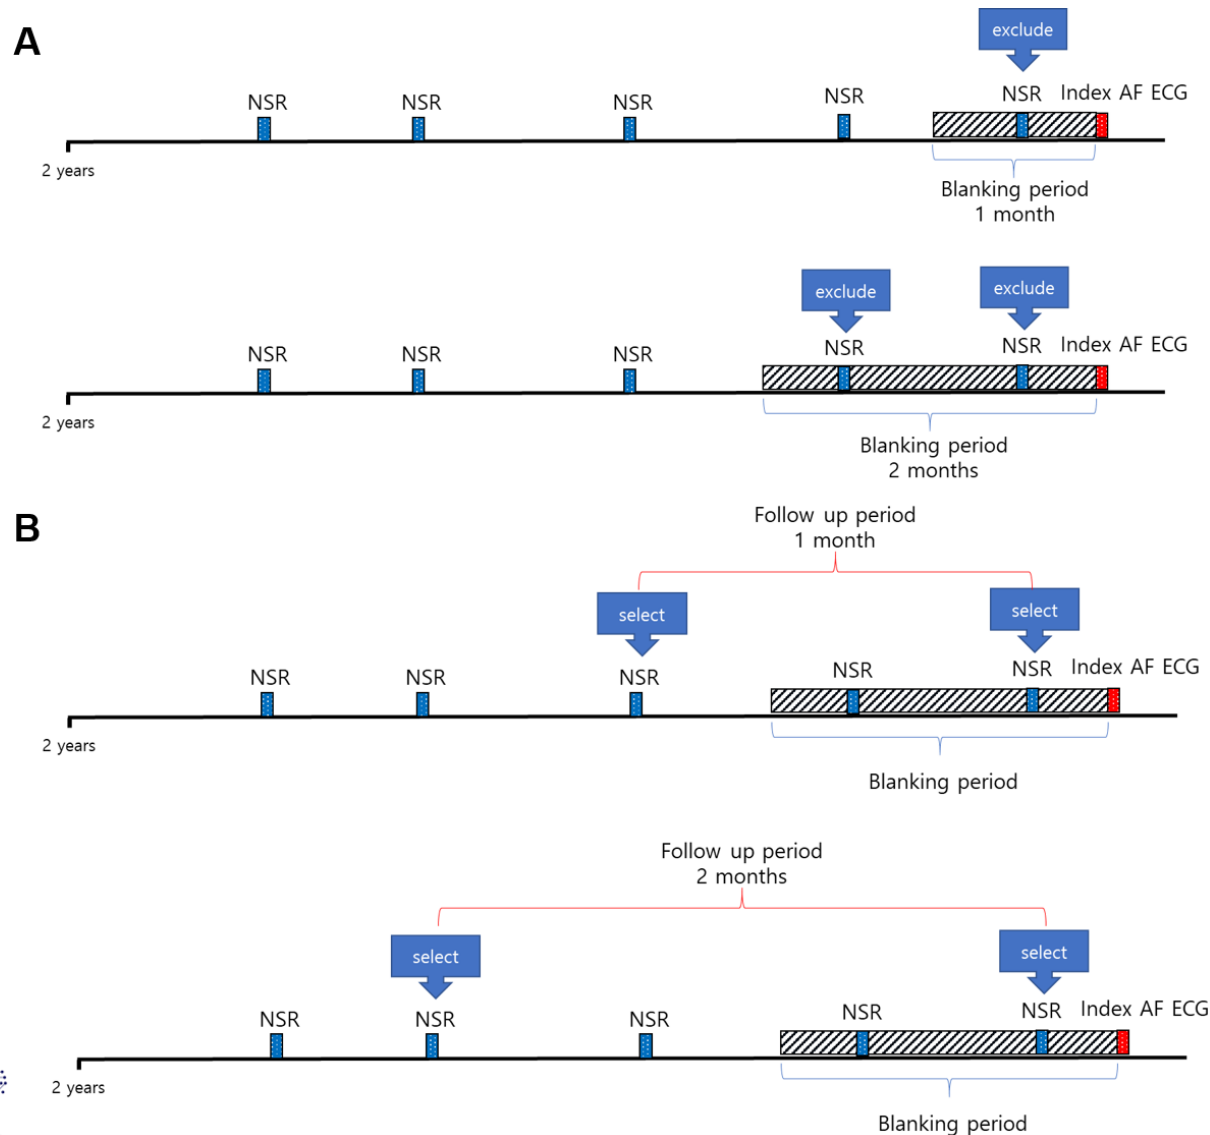 A
exclude
NSR NSR NSR NSR NSR Index AF ECG
2 years
Blanking period
1 month
exclude exclude
NSR NSR NSR NSR NSR Index AF ECG
2 years
Blanking period
2 months
B
Follow up period
1 month
select select
NSR NSR NSR NSR NSR Index AF ECG
2 years
Blanking period
Follow up period
2 months
select select
NSR NSR NSR NSR NSR Index AF ECG
2 years
Blanking period